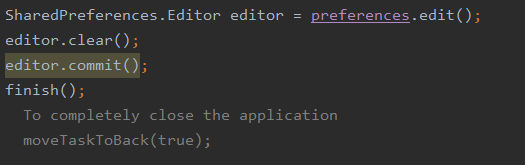 SharedPreferences.Editor editor = preferences.edit();
editor.clear();
editor.commit();
finish();
To completely close the application
moveTaskToBack(true);